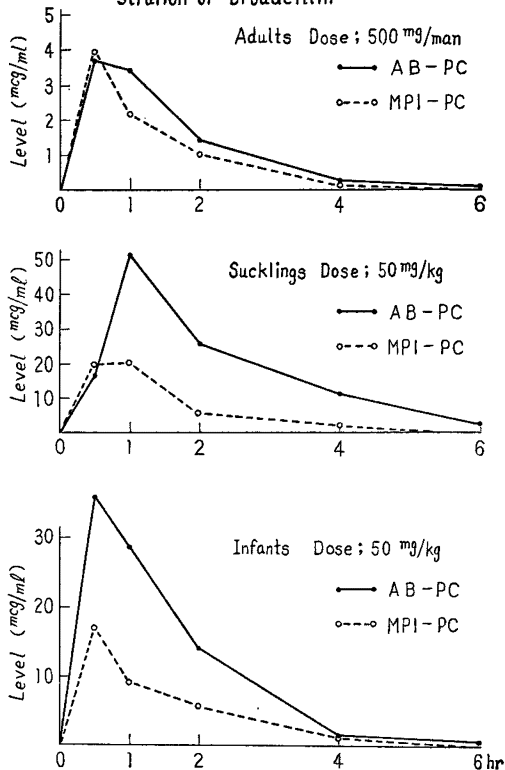 stration of Broadcillin
Adults Dose ; 500 mg/man
AB-PC
MPI-PC
Level (mcg/ml)
5
4
3
2
1
0 1 2 4 6
Sucklings Dose ; 50 mg/kg
AB-PC
MPI-PC
Level (mcg/ml)
50
40
30
20
10
0 1 2 4 6
Infants Dose ; 50 mg/kg
AB-PC
MPI-PC
Level (mcg/ml)
30
20
10
0 1 2 4 6 hr